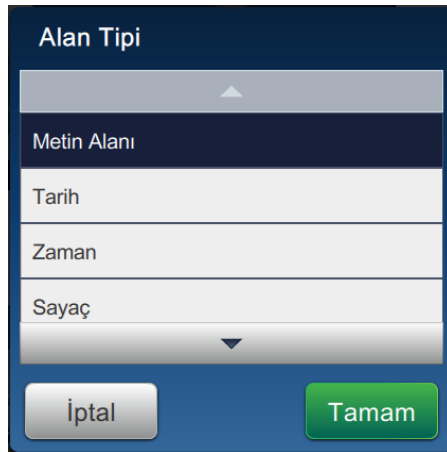 Alan Tipi
Metin Alanı
Tarih
Zaman
Sayaç
İptal
Tamam